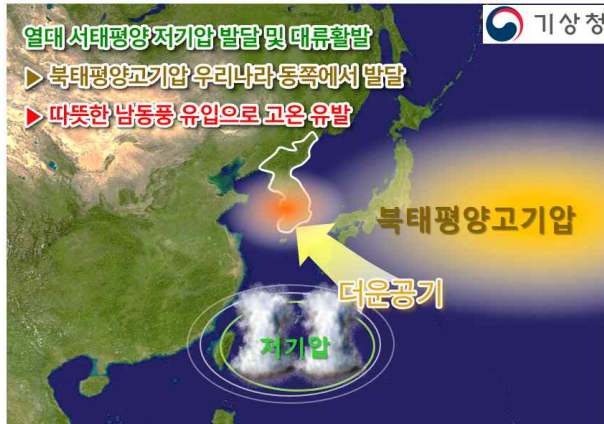 열대 서태평양 저기압 발달 및 대류활발
▶ 북태평양고기압 우리나라 동쪽에서 발달
▶ 따뜻한 남동풍 유입으로 고온 유발
기상청
북태평양고기압
더운공기
저기압